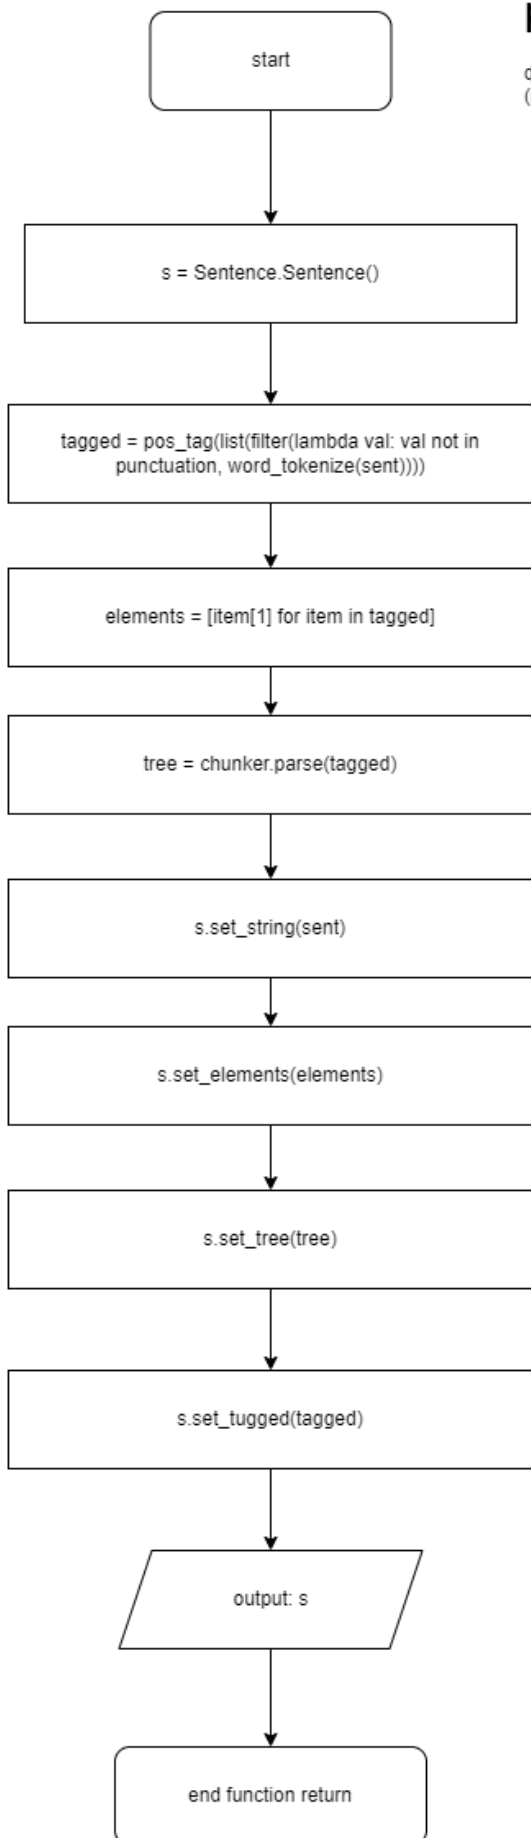 start
s = Sentence.Sentence()
tagged = pos_tag(list(filter(lambda val: val not in
punctuation, word_tokenize(sent))))
elements = [item[1] for item in tagged]
tree = chunker.parse(tagged)
s.set_string(sent)
s.set_elements(elements)
s.set_tree(tree)
s.set_tugged(tagged)
output: s
end function return